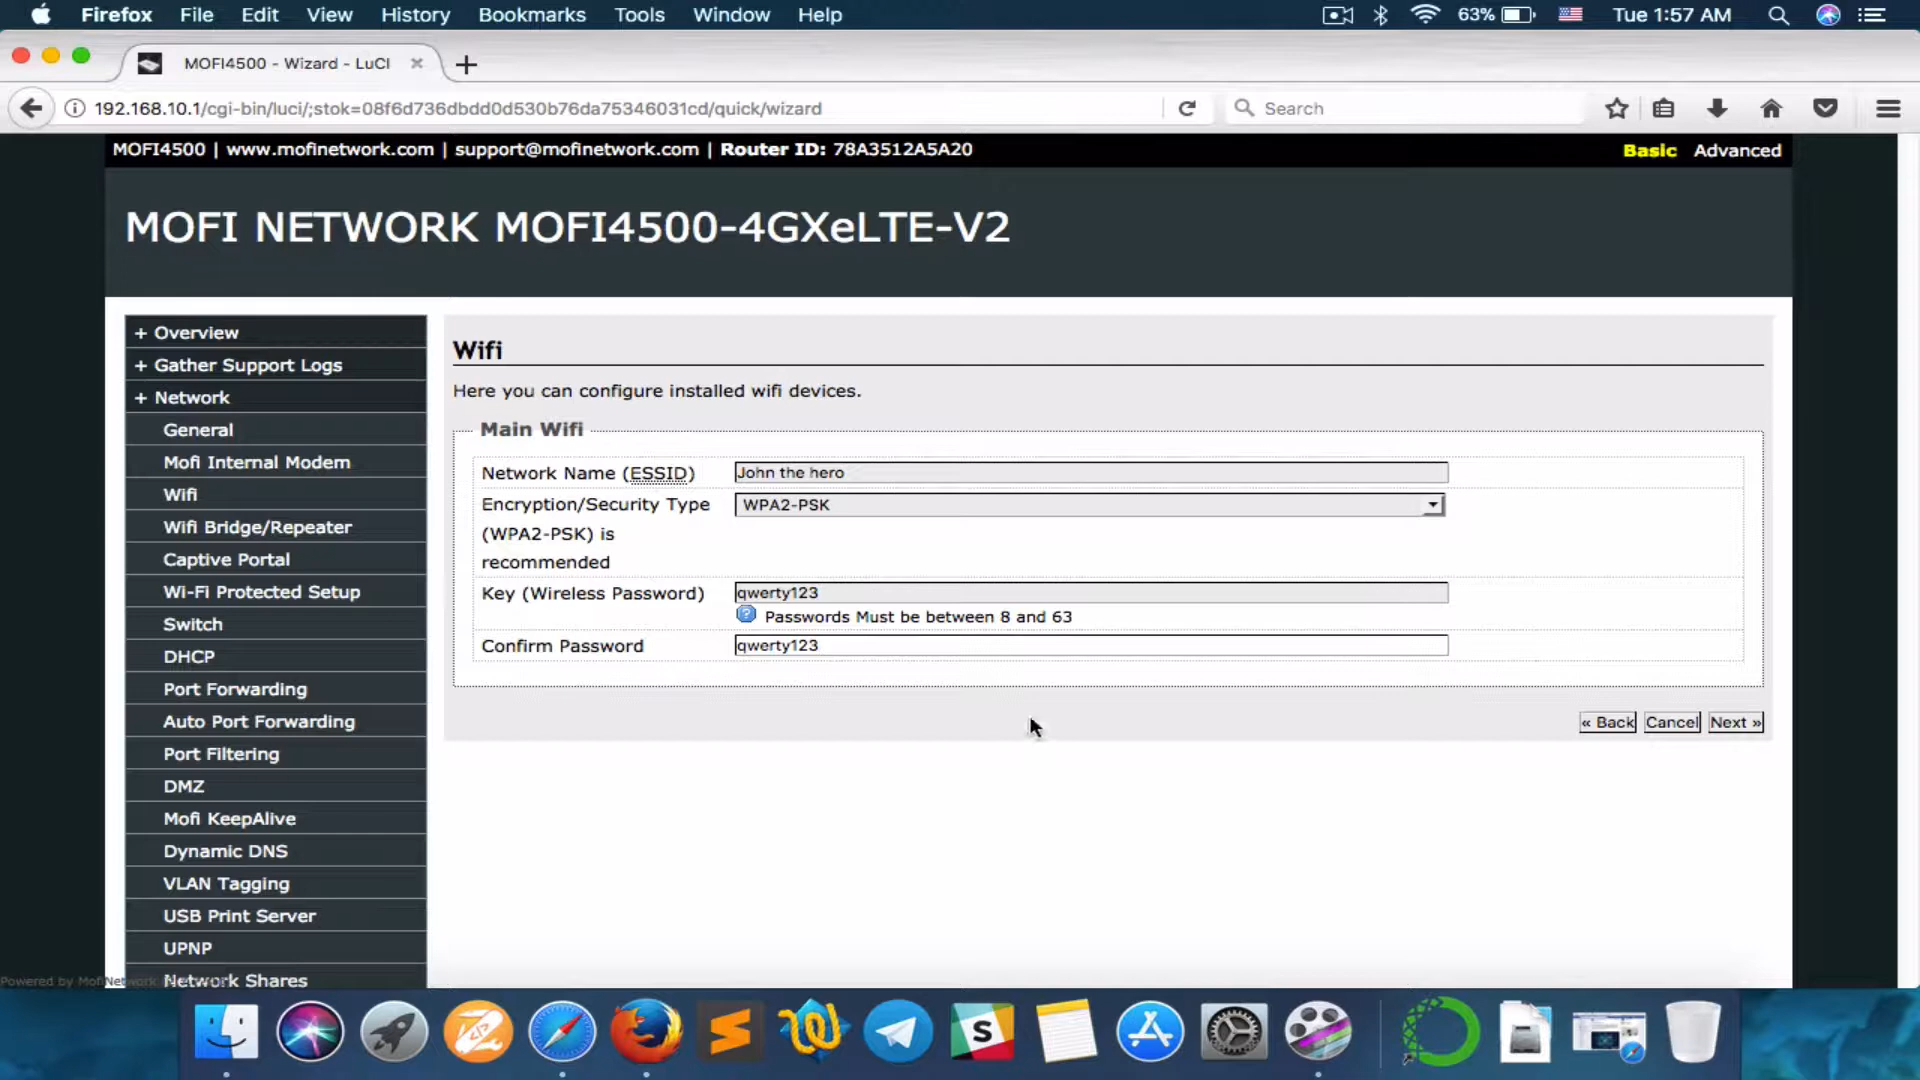 Firefox File Edit View History Bookmarks Tools Window Help 63% Tue 1:57 AM
MOFI4500 - Wizard - LuCI
192.168.10.1/cgi-bin/luci/;stok=08f6d736dbdd0d530b76da75346031cd/quick/wizard Search
MOFI4500 | www.mofinetwork.com | support@mofinetwork.com | Router ID: 78A3512A5A20 Basic Advanced
MOFI NETWORK MOFI4500-4GXeLTE-V2
+ Overview
+ Gather Support Logs
+ Network
General
Mofi Internal Modem
Wifi
Wifi Bridge/Repeater
Captive Portal
Wi-Fi Protected Setup
Switch
DHCP
Port Forwarding
Auto Port Forwarding
Port Filtering
DMZ
Mofi KeepAlive
Dynamic DNS
VLAN Tagging
USB Print Server
UPNP
Network Shares
Wifi
Here you can configure installed wifi devices.
Main Wifi
Network Name (ESSID) John the hero
Encryption/Security Type WPA2-PSK
(WPA2-PSK) is
recommended
Key (Wireless Password) qwerty123
Passwords Must be between 8 and 63
Confirm Password qwerty123
« Back Cancel Next »
Powered by MofiNetwork
S